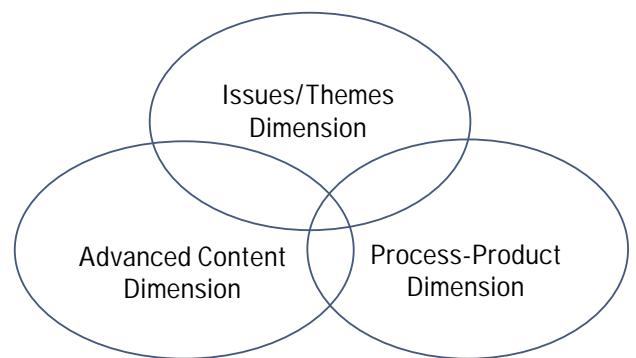 Issues/Themes
Dimension
Advanced Content
Dimension
Process-Product
Dimension